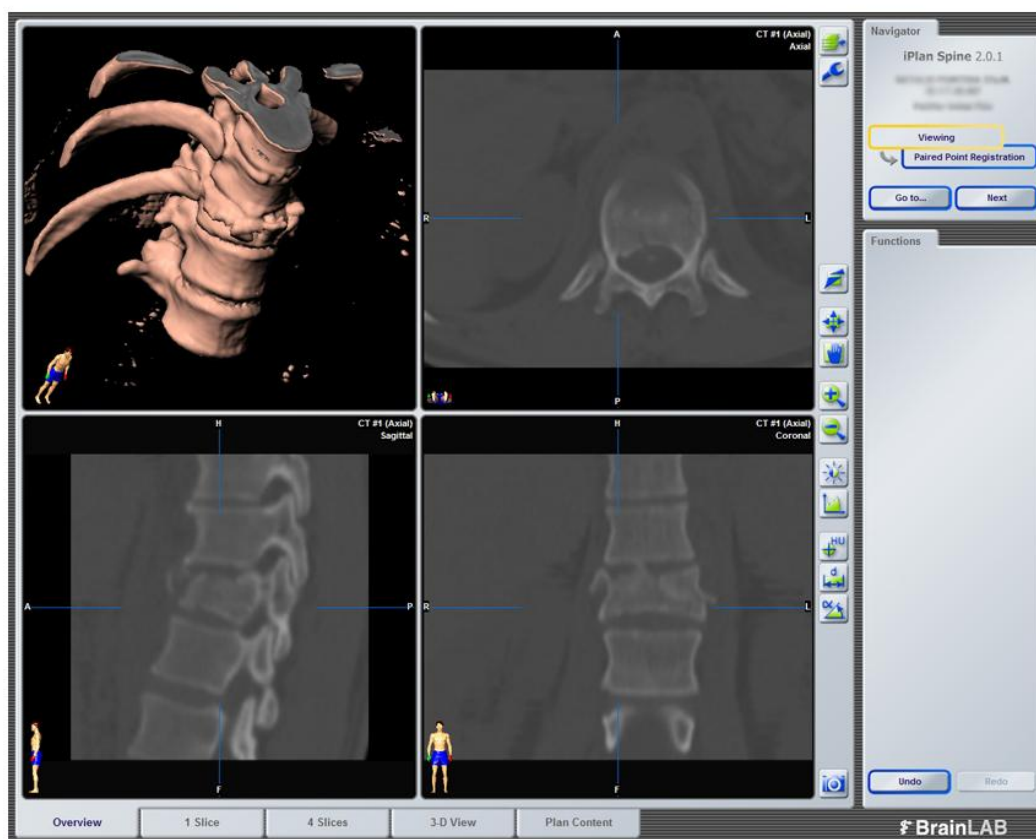 CT #1 (Axial)
Axial
A
R
L
P
CT #1 (Axial)
Sagittal
H
A
P
F
CT #1 (Axial)
Coronal
H
R
L
F
HU
d
α
Navigator
iPlan Spine 2.0.1
Viewing
Paired Point Registration
Go to...
Next
Functions
Undo
Redo
Overview
1 Slice
4 Slices
3-D View
Plan Content
BrainLAB